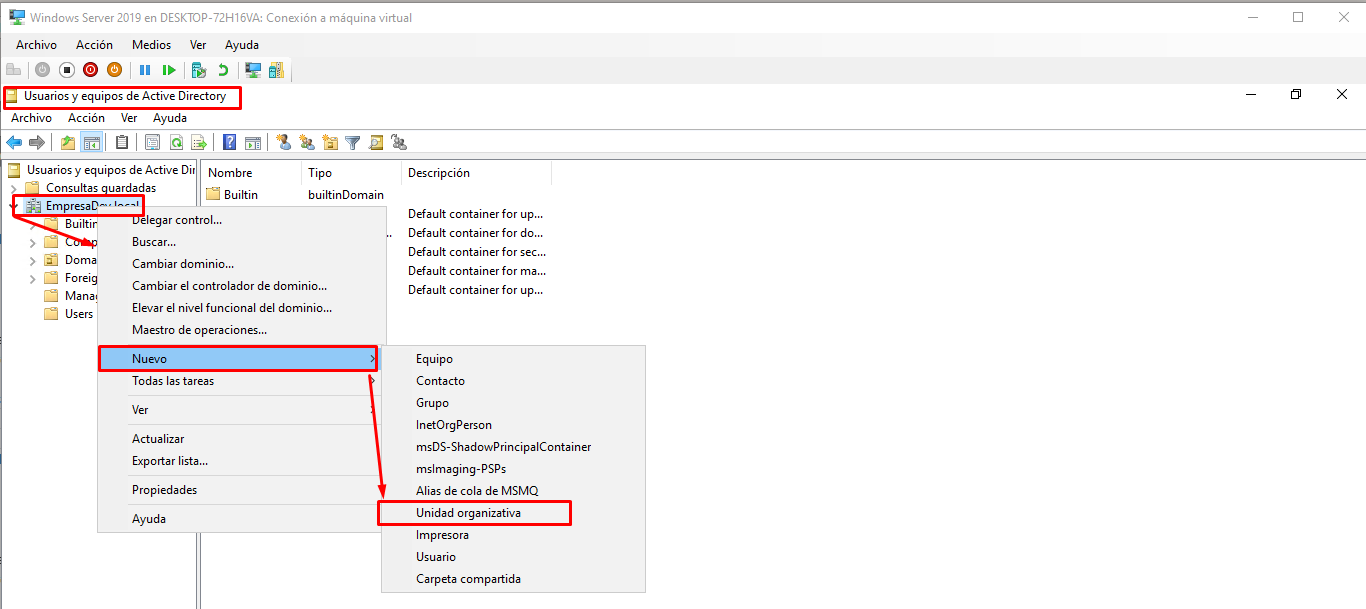 Windows Server 2019 en DESKTOP-72H16VA: Conexión a máquina virtual
Archivo Acción Medios Ver Ayuda
Usuarios y equipos de Active Directory
Archivo Acción Ver Ayuda
Usuarios y equipos de Active Dir
Consultas guardadas
EmpresaDev.local
Builtin
Comp
Doma
Foreig
Manag
Users
Nombre Tipo Descripción
Builtin builtinDomain
Default container for up...
... Default container for do...
Default container for sec...
Default container for ma...
Default container for up...
Delegar control...
Buscar...
Cambiar dominio...
Cambiar el controlador de dominio...
Elevar el nivel funcional del dominio...
Maestro de operaciones...
Nuevo
Todas las tareas
Ver
Actualizar
Exportar lista...
Propiedades
Ayuda
Equipo
Contacto
Grupo
InetOrgPerson
msDS-ShadowPrincipalContainer
msImaging-PSPs
Alias de cola de MSMQ
Unidad organizativa
Impresora
Usuario
Carpeta compartida